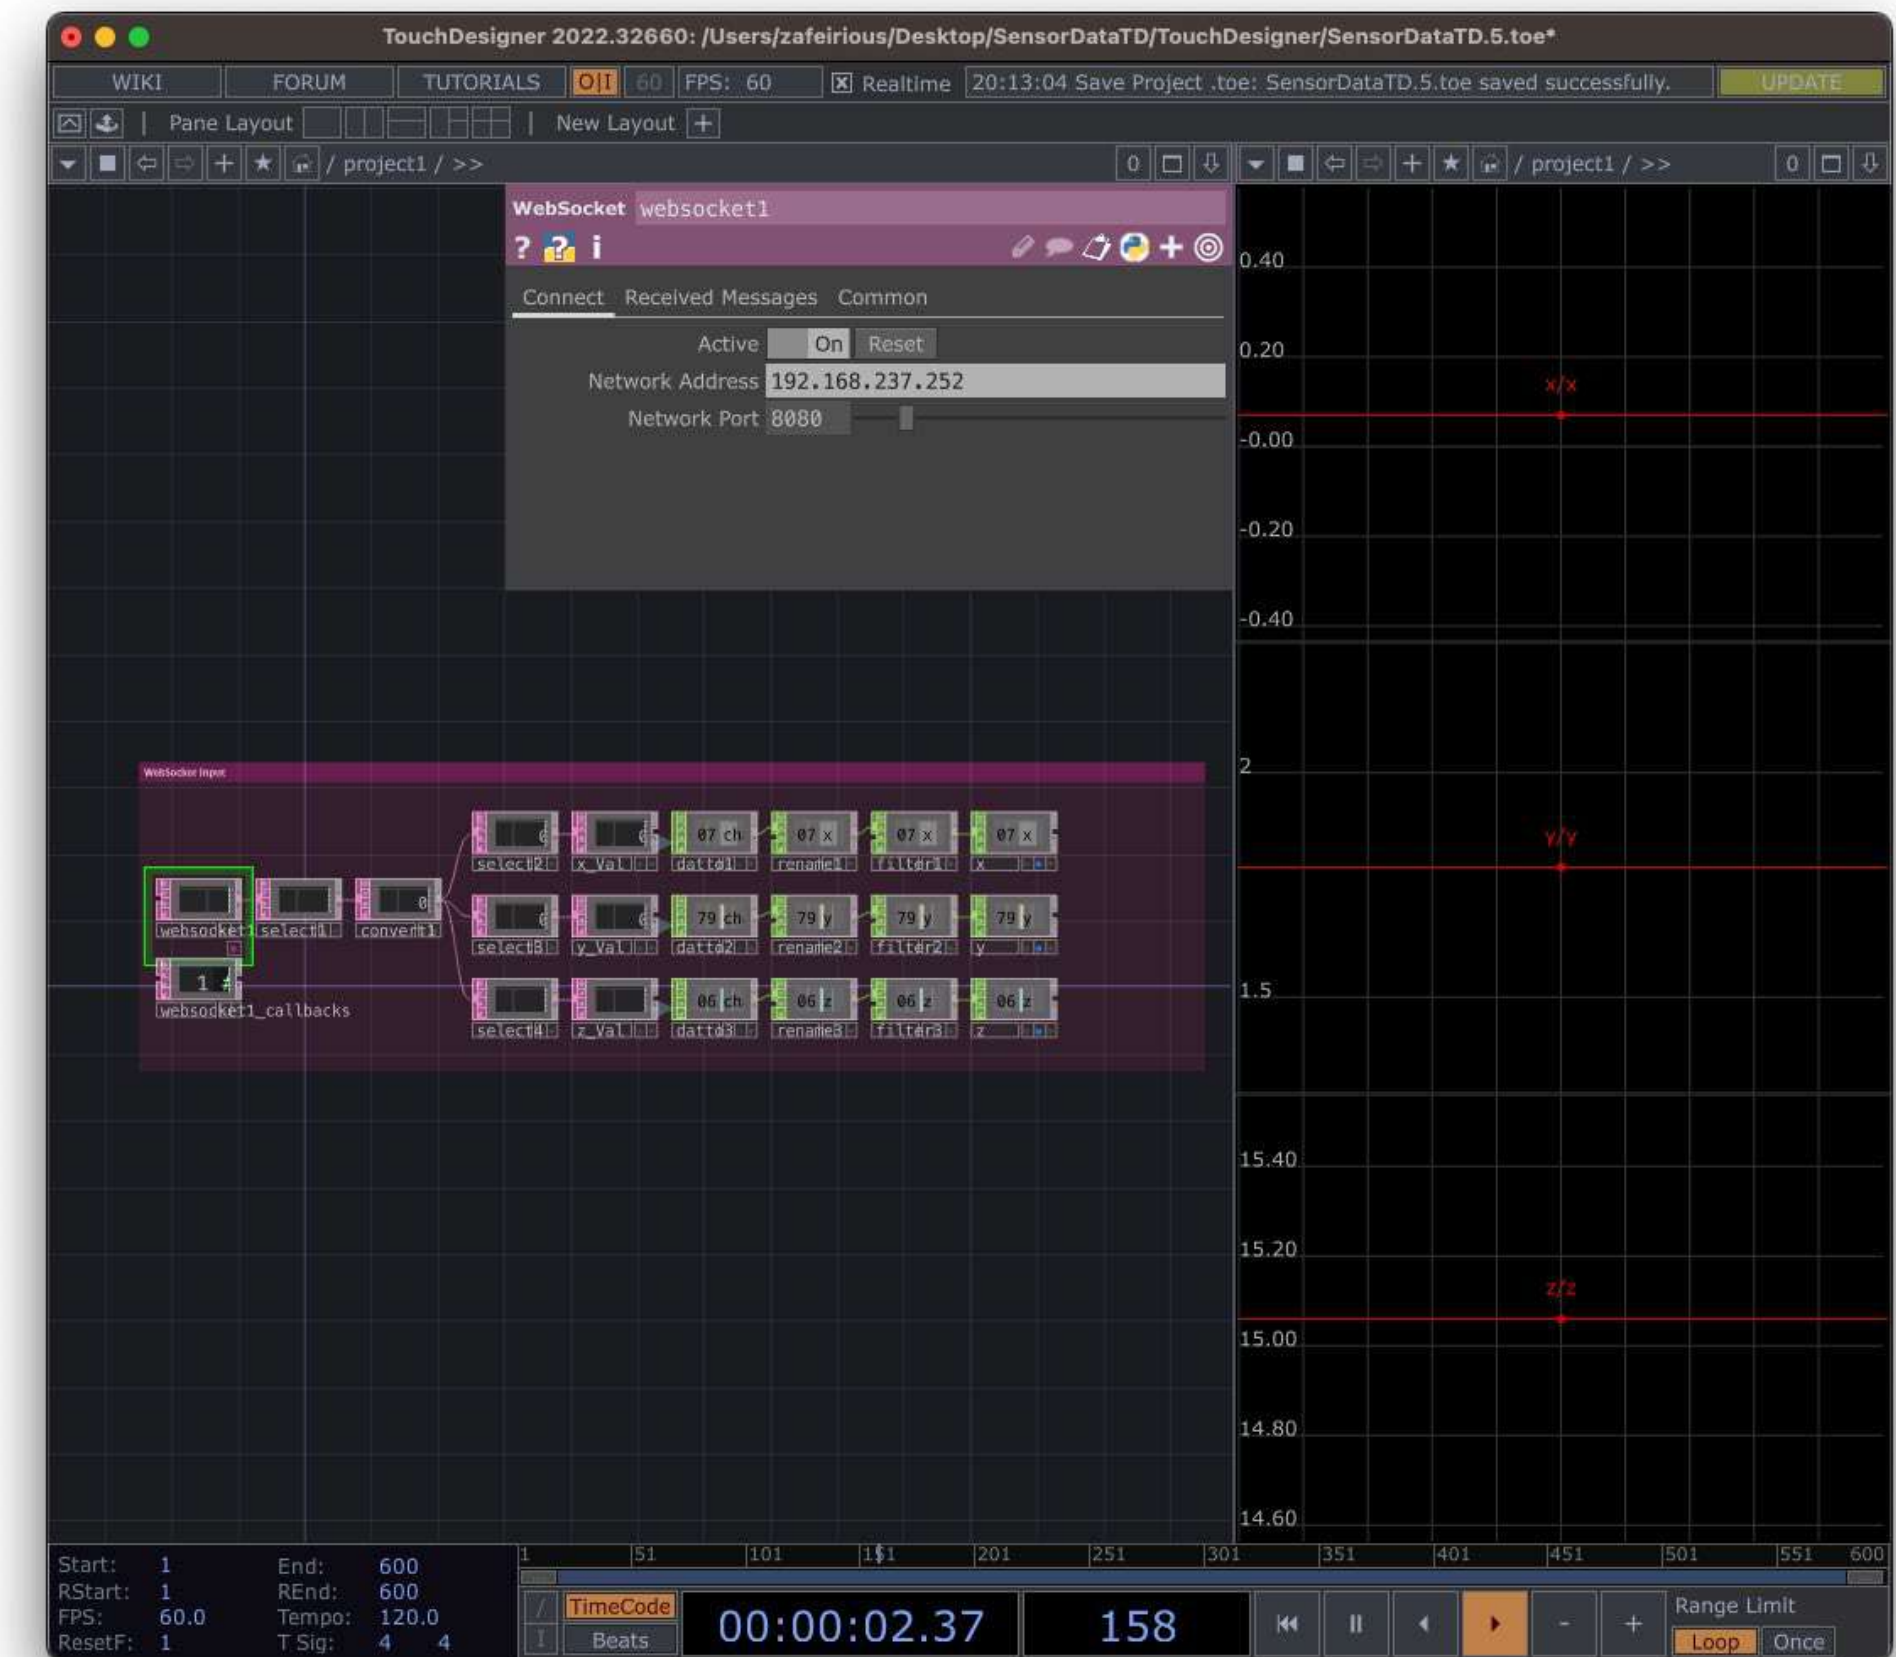 TouchDesigner 2022.32660: /Users/zafeirious/Desktop/SensorDataTD/TouchDesigner/SensorDataTD.5.toe*
WIKI FORUM TUTORIALS O|I 60 FPS: 60 Realtime 20:13:04 Save Project .toe: SensorDataTD.5.toe saved successfully. UPDATE
Pane Layout New Layout +
/ project1 / >> 0
/ project1 / >> 0
WebSocket websocket1
? ? i
Connect Received Messages Common
Active On Reset
Network Address 192.168.237.252
Network Port 8080
WebSocker Input
07 ch 07 x 07 x 07 x
select2 x_Val datto1 rename1 filter1 x
0 79 ch 79 y 79 y 79 y
websocket1 select1 convert1 select3 y_Val datto2 rename2 filter2 y
1 # 06 ch 06 z 06 z 06 z
websocket1_callbacks select4 z_Val datto3 rename3 filter3 z
0.40
0.20
x/x
-0.00
-0.20
-0.40
2
y/y
1.5
15.40
15.20
z/z
15.00
14.80
14.60
1 51 101 151 201 251 301 351 401 451 501 551 600
Start: 1 End: 600
RStart: 1 REnd: 600
FPS: 60.0 Tempo: 120.0
ResetF: 1 T Sig: 4 4
/ TimeCode
I Beats
00:00:02.37 158
- +
Range Limit
Loop Once